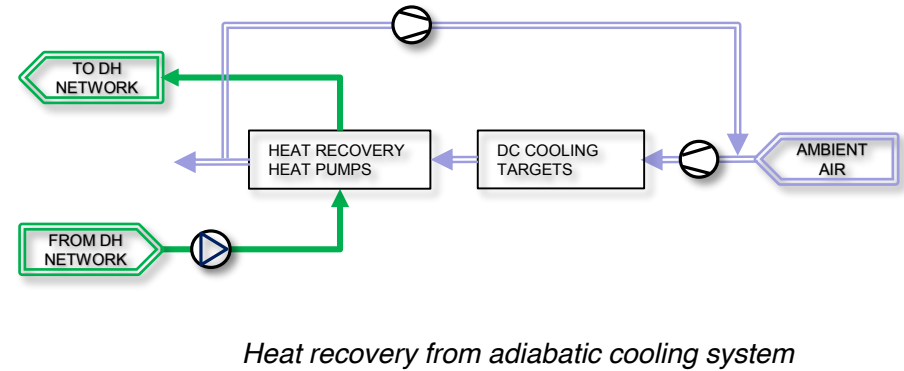 TO DH
NETWORK
HEAT RECOVERY
HEAT PUMPS
DC COOLING
TARGETS
AMBIENT
AIR
FROM DH
NETWORK
Heat recovery from adiabatic cooling system